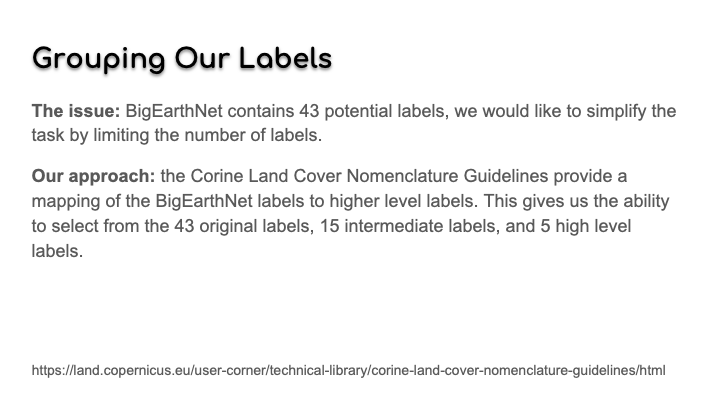 Grouping Our Labels
The issue: BigEarthNet contains 43 potential labels, we would like to simplify the
task by limiting the number of labels.
Our approach: the Corine Land Cover Nomenclature Guidelines provide a
mapping of the BigEarthNet labels to higher level labels. This gives us the ability
to select from the 43 original labels, 15 intermediate labels, and 5 high level
labels.
https://land.copernicus.eu/user-corner/technical-library/corine-land-cover-nomenclature-guidelines/html